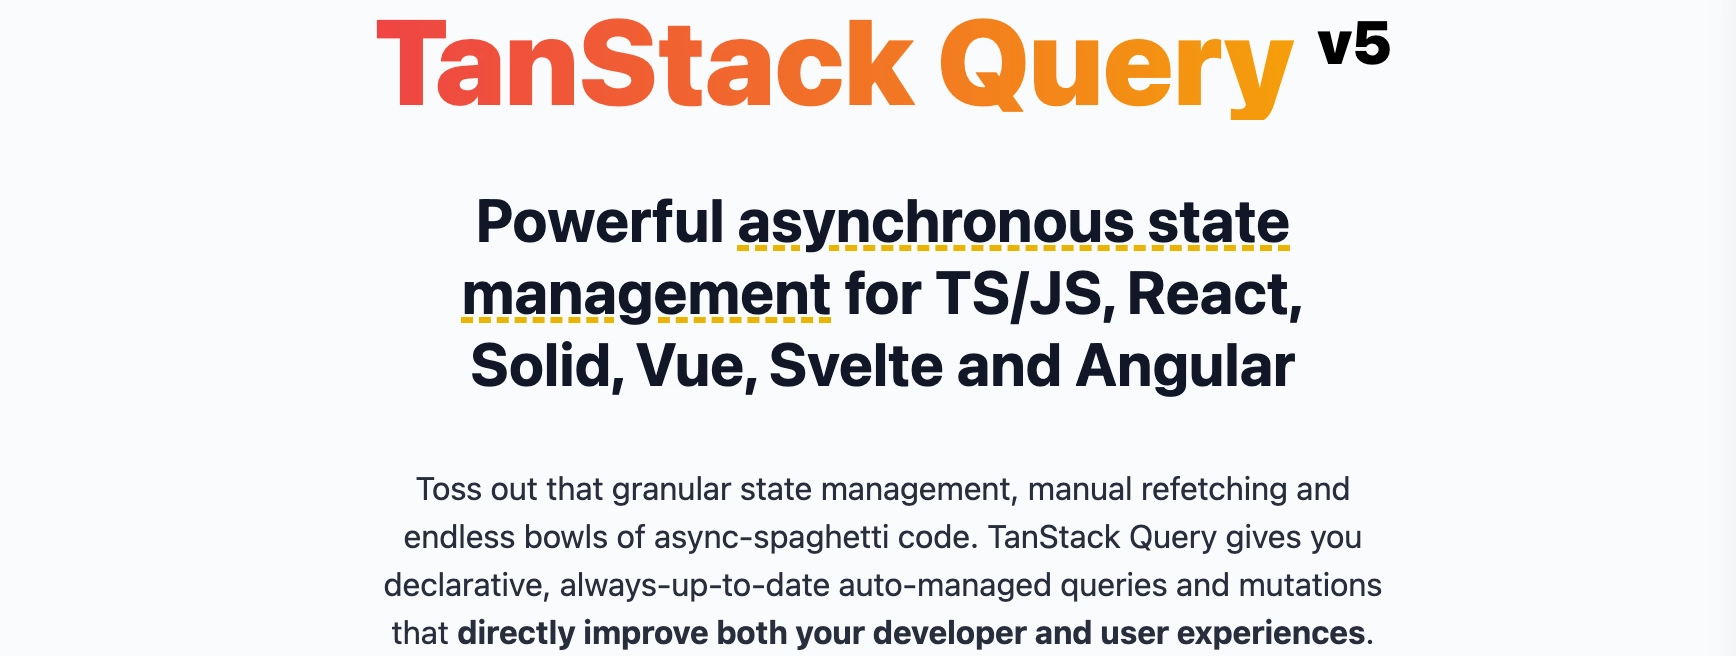 TanStack Query v5
Powerful asynchronous state
management for TS/JS, React,
Solid, Vue, Svelte and Angular
Toss out that granular state management, manual refetching and
endless bowls of async-spaghetti code. TanStack Query gives you
declarative, always-up-to-date auto-managed queries and mutations
that directly improve both your developer and user experiences.